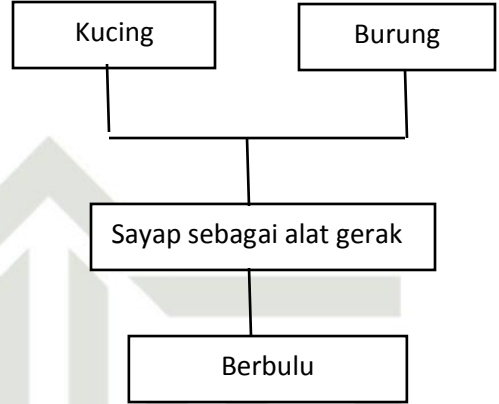 Kucing
Burung
Sayap sebagai alat gerak
Berbulu